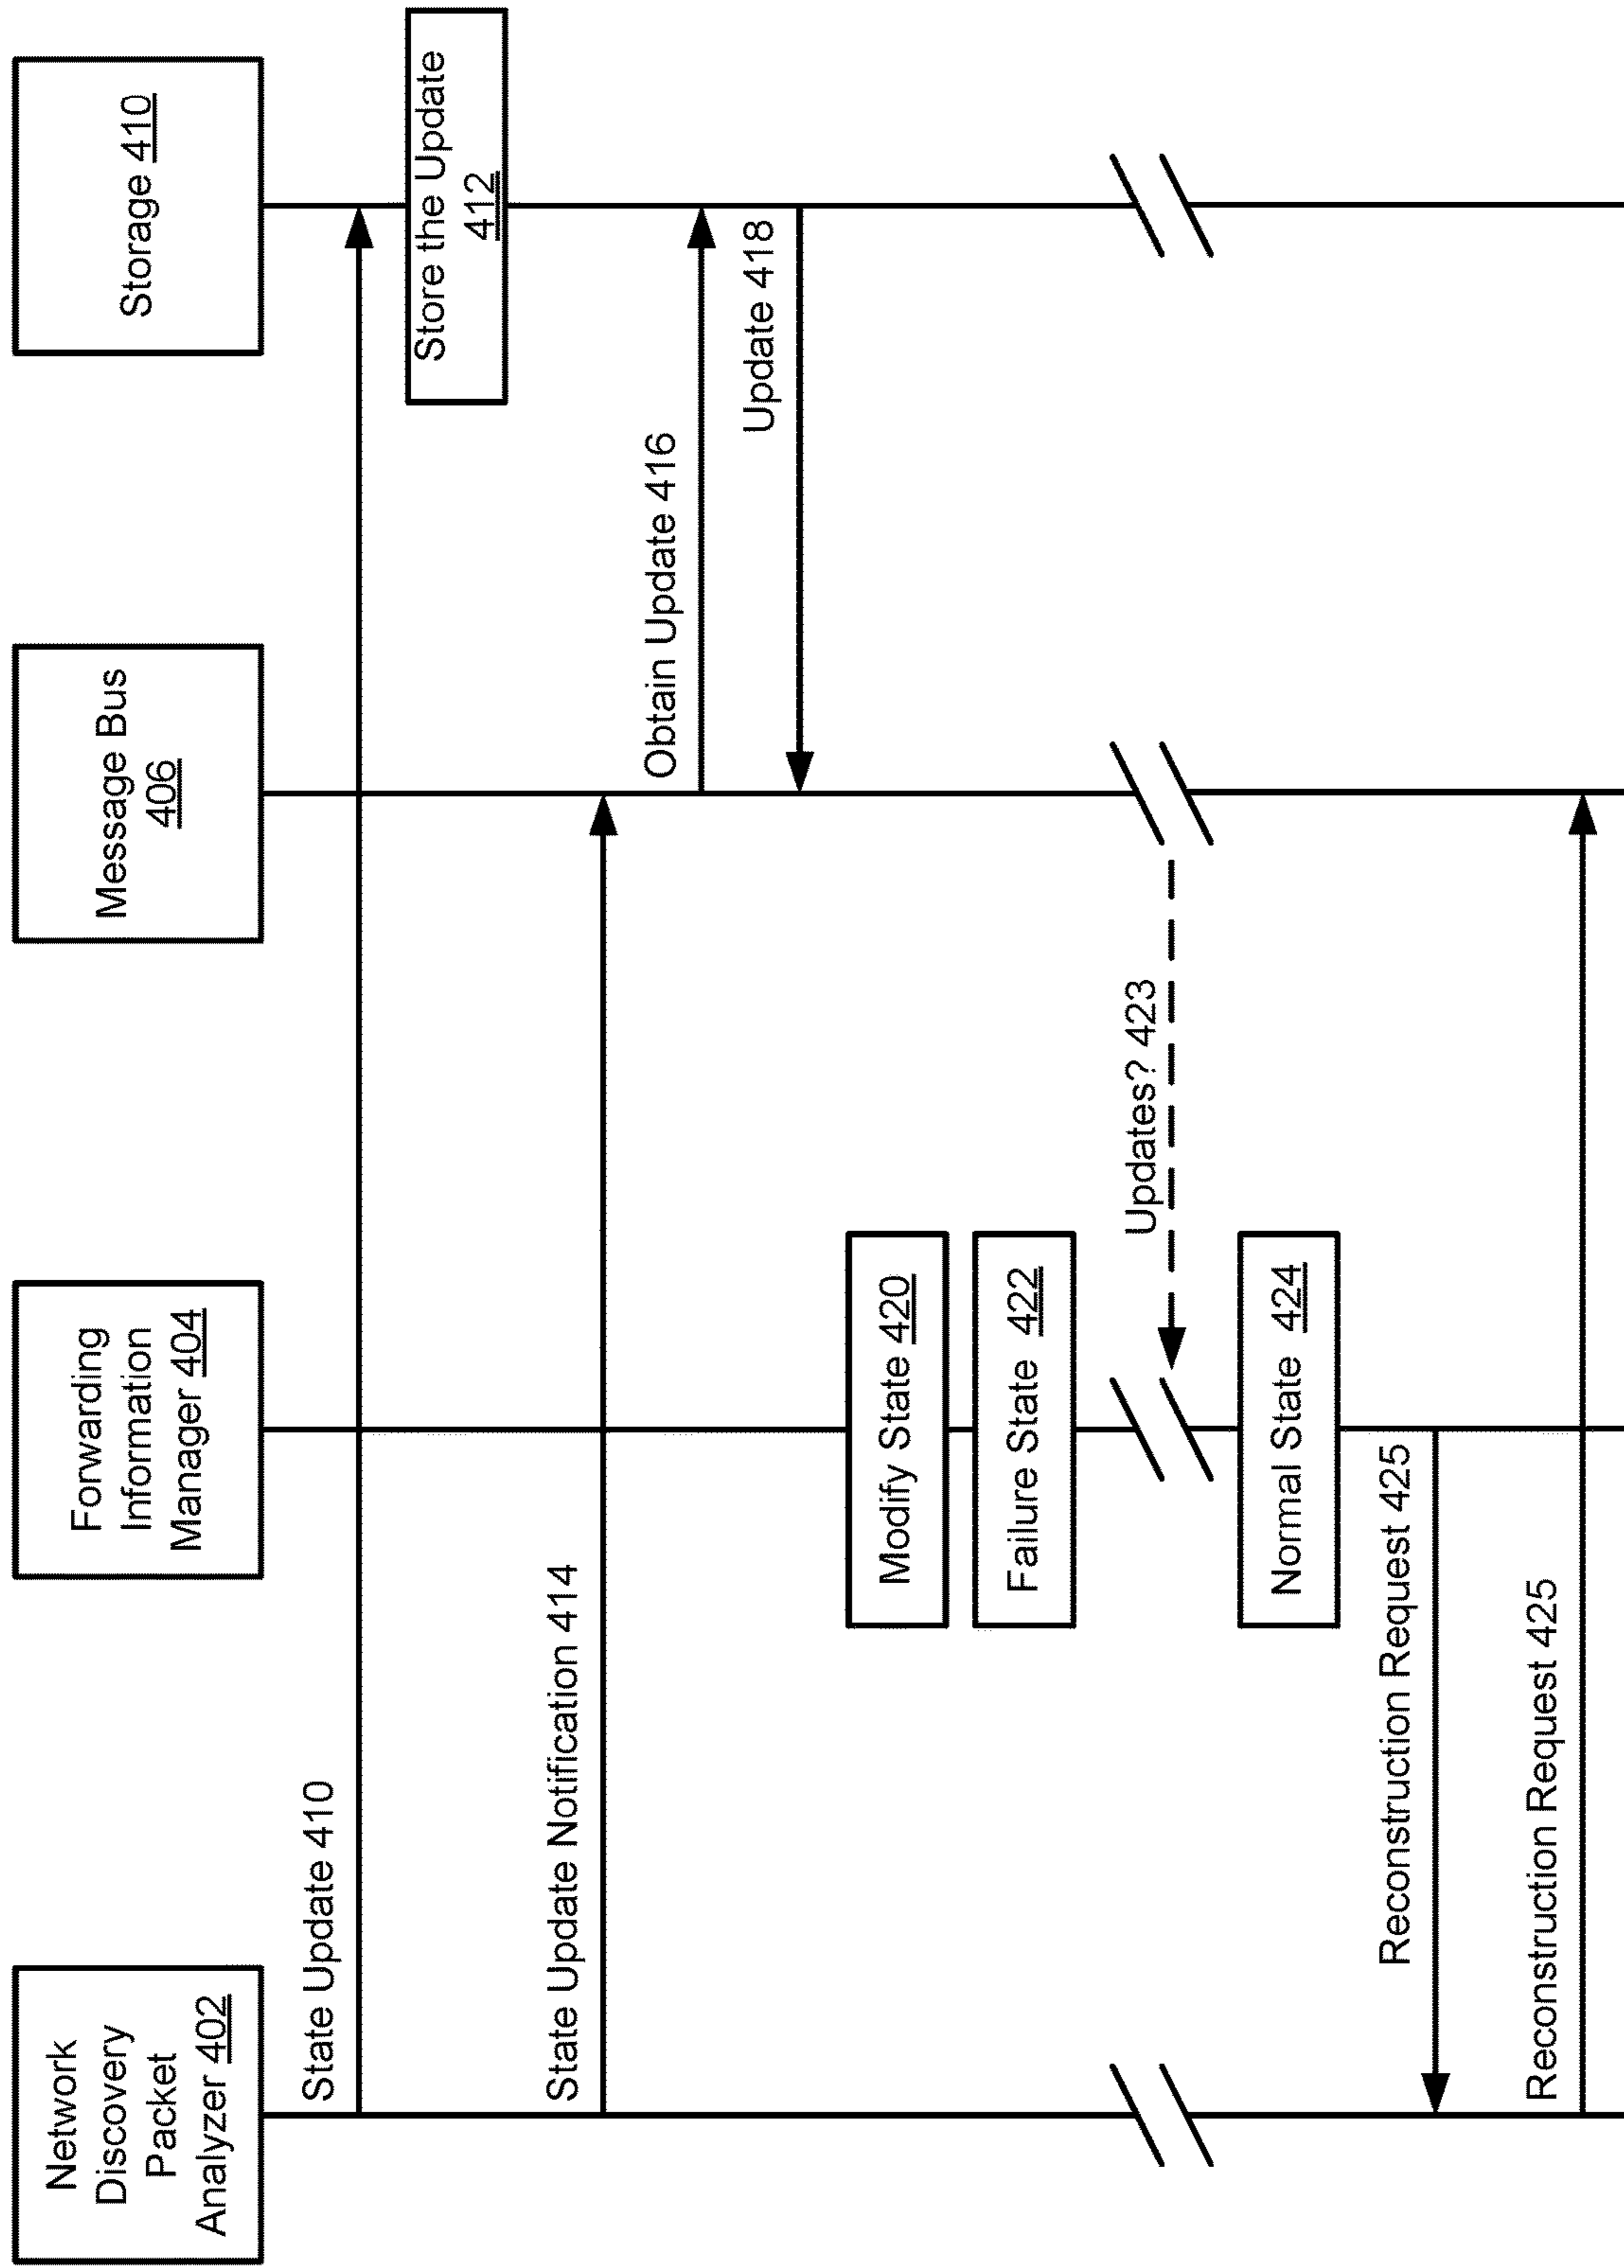 Network
Discovery
Packet
Analyzer 402
Forwarding
Information
Manager 404
Message Bus
406
Storage 410
State Update 410
Store the Update
412
State Update Notification 414
Obtain Update 416
Update 418
Modify State 420
Failure State 422
Updates? 423
Normal State 424
Reconstruction Request 425
Reconstruction Request 425